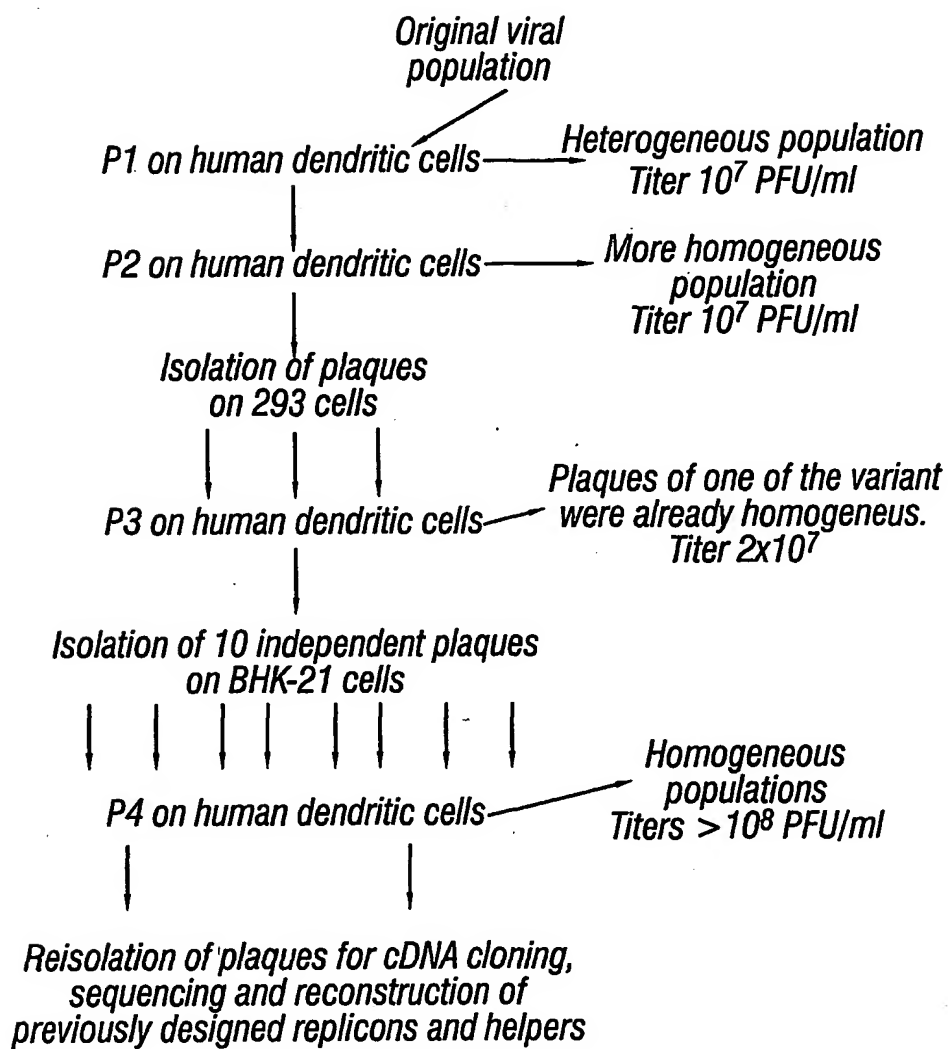 Original viral
population
P1 on human dendritic cells
Heterogeneous population
Titer 10⁷ PFU/ml
P2 on human dendritic cells
More homogeneous
population
Titer 10⁷ PFU/ml
Isolation of plaques
on 293 cells
P3 on human dendritic cells
Plaques of one of the variant
were already homogeneus.
Titer 2x10⁷
Isolation of 10 independent plaques
on BHK-21 cells
P4 on human dendritic cells
Homogeneous
populations
Titers >10⁸ PFU/ml
Reisolation of plaques for cDNA cloning,
sequencing and reconstruction of
previously designed replicons and helpers